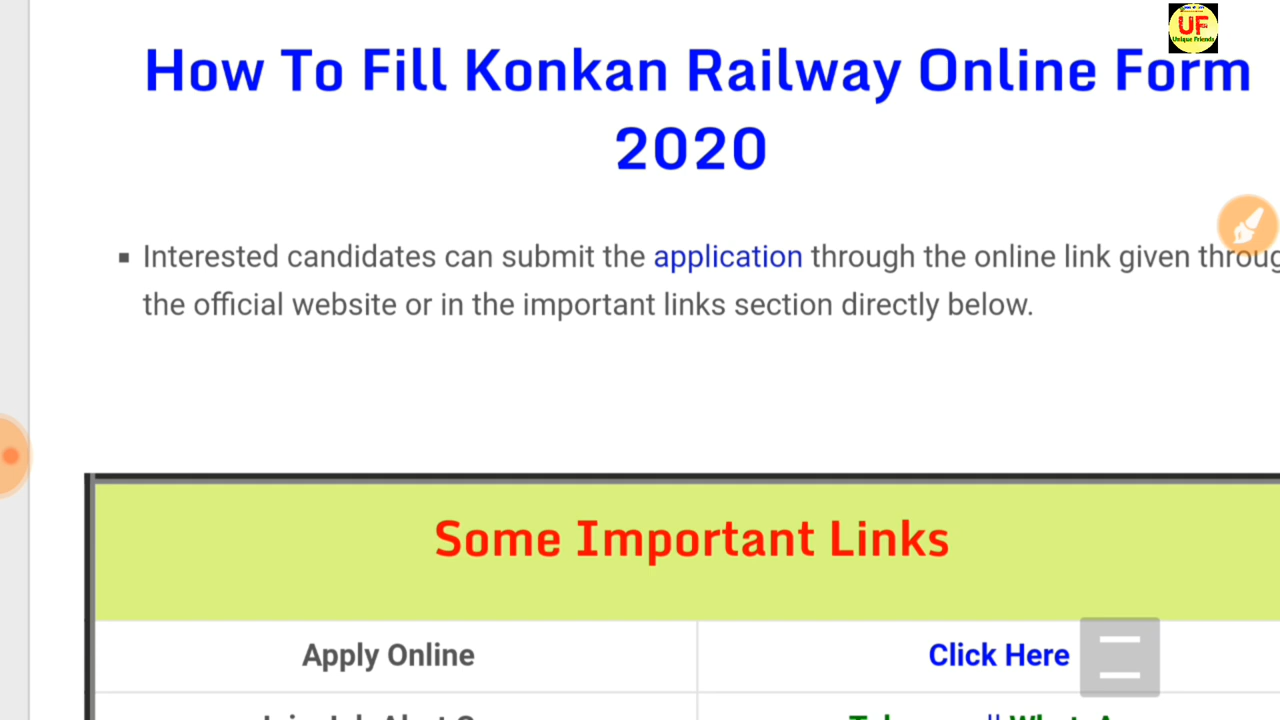 UF
Unique Friends
How To Fill Konkan Railway Online Form
2020
▪ Interested candidates can submit the application through the online link given throug
the official website or in the important links section directly below.
Some Important Links
Apply Online
Click Here